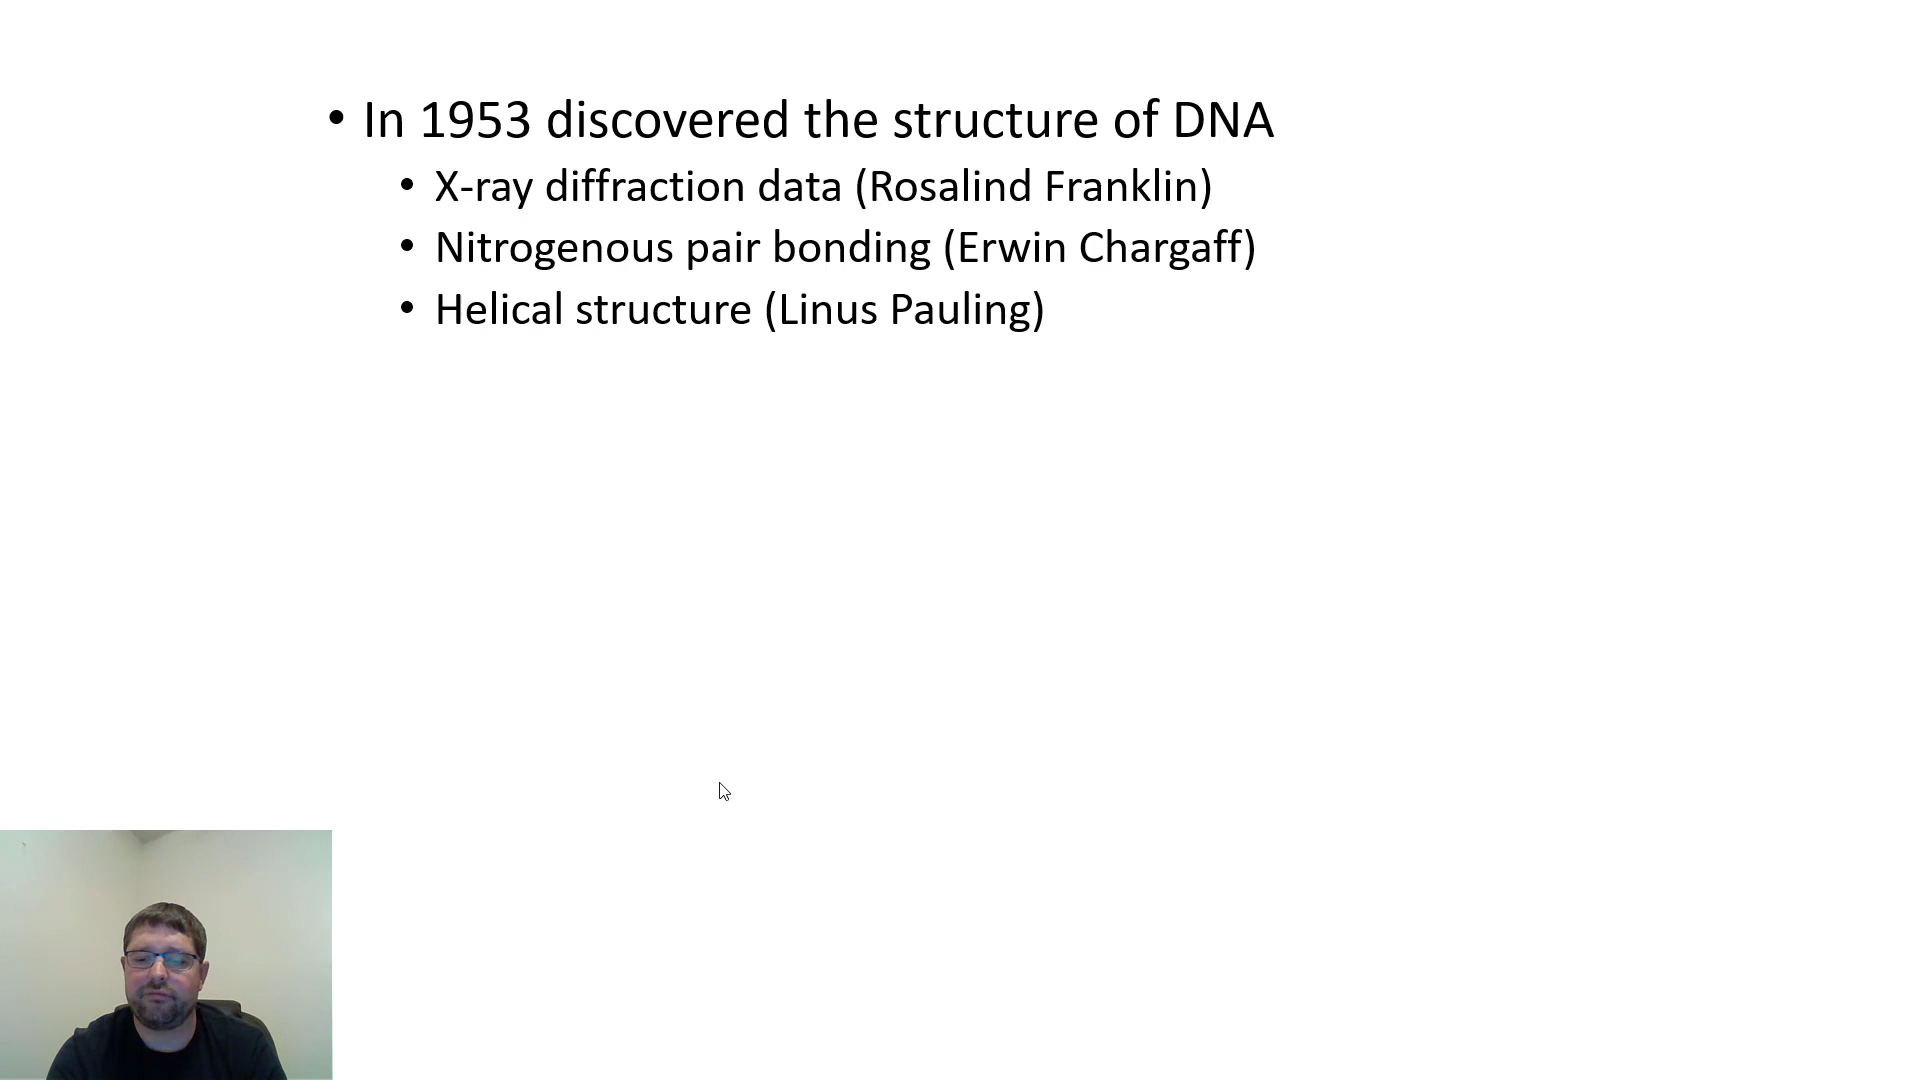 • In 1953 discovered the structure of DNA
• X-ray diffraction data (Rosalind Franklin)
• Nitrogenous pair bonding (Erwin Chargaff)
• Helical structure (Linus Pauling)